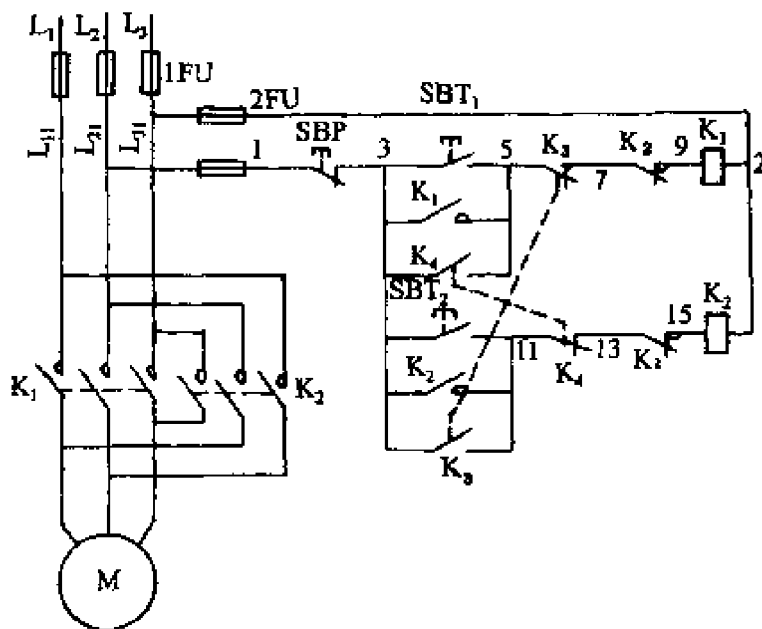 L₁ L₂ L₃
1FU
2FU
SBT₁
L₁₁ L₂₁ L₃₁
1
SBP
3
5
K₃
7
K₂
9
K₁
2
K₁
K₄
SBT₂
11
K₄
13
15
K₂
K₁
K₂
K₂
K₃
M